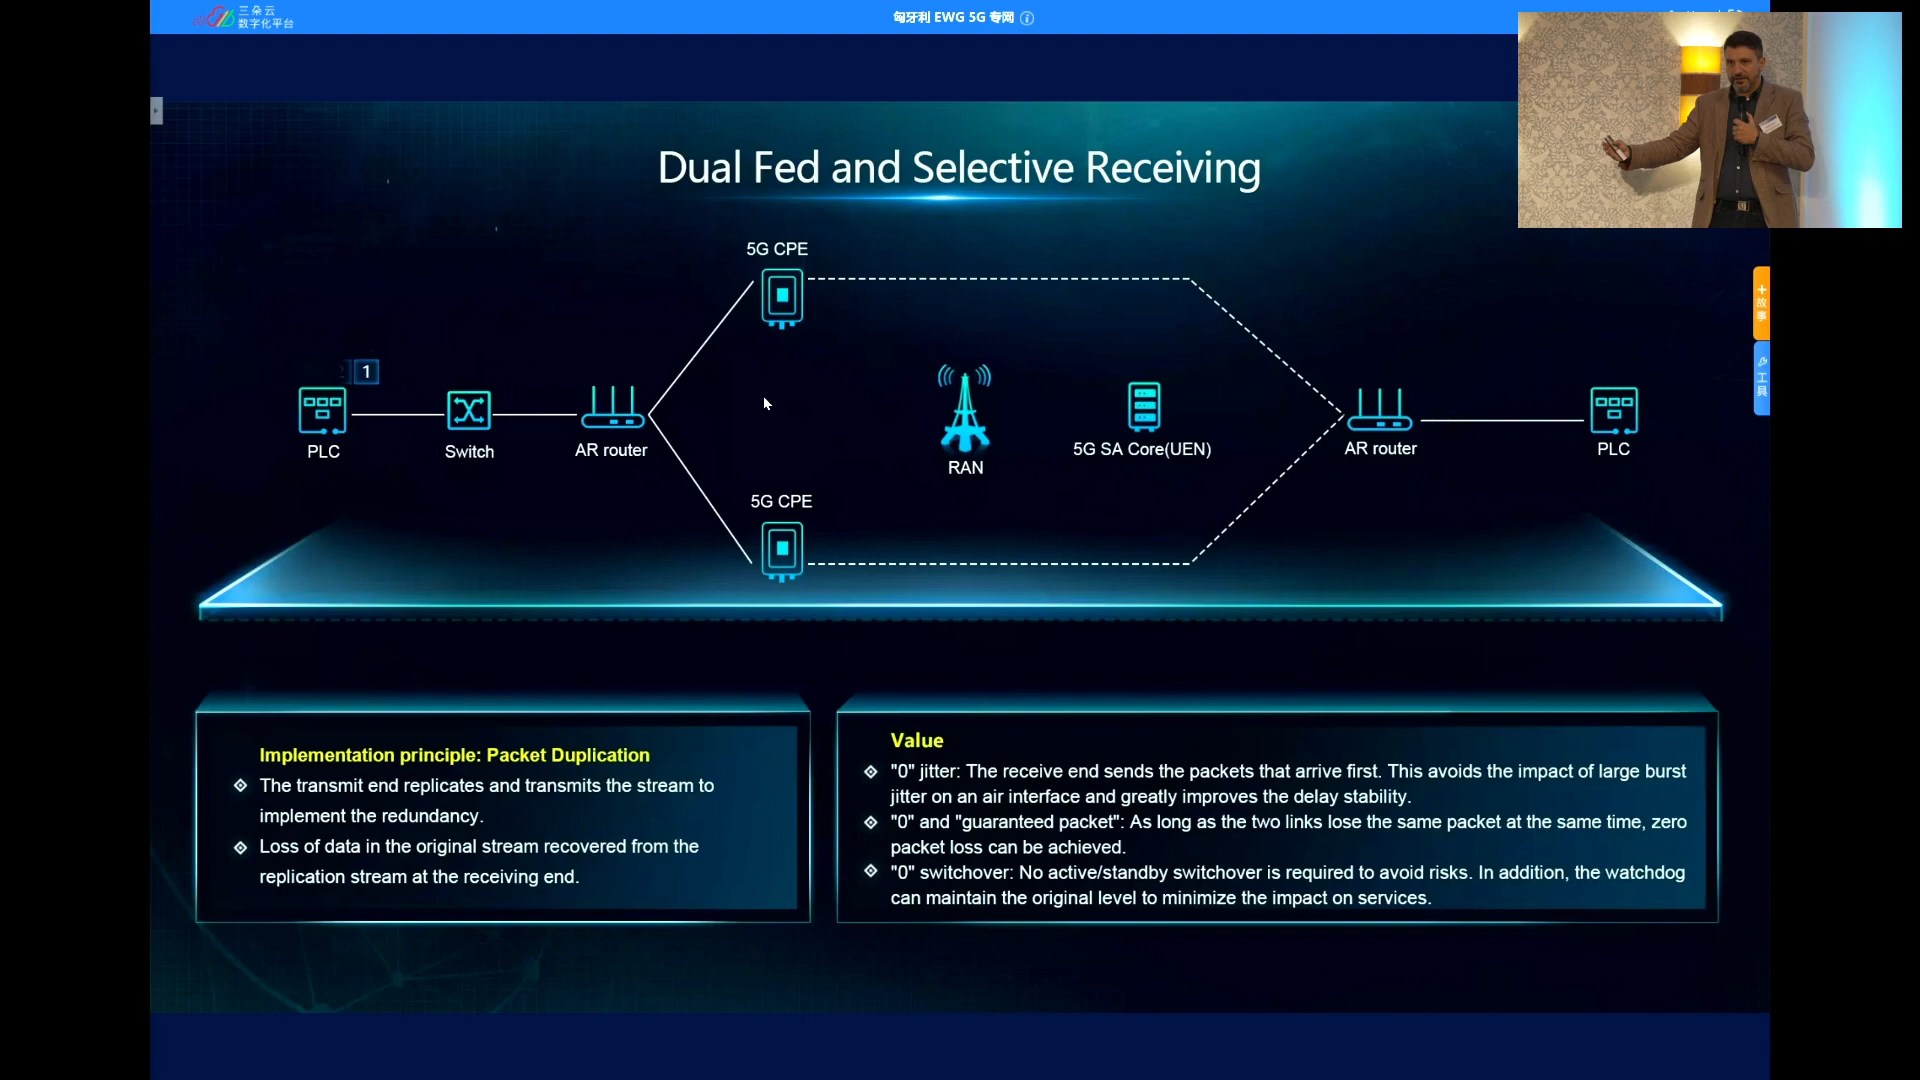 三朵云
数字化平台
匈牙利 EWG 5G 专网
Dual Fed and Selective Receiving
5G CPE
1
PLC
Switch
AR router
RAN
5G SA Core(UEN)
AR router
PLC
5G CPE
故事
工具
Implementation principle: Packet Duplication
The transmit end replicates and transmits the stream to
implement the redundancy.
Loss of data in the original stream recovered from the
replication stream at the receiving end.
Value
"0" jitter: The receive end sends the packets that arrive first. This avoids the impact of large burst
jitter on an air interface and greatly improves the delay stability.
"0" and "guaranteed packet": As long as the two links lose the same packet at the same time, zero
packet loss can be achieved.
"0" switchover: No active/standby switchover is required to avoid risks. In addition, the watchdog
can maintain the original level to minimize the impact on services.